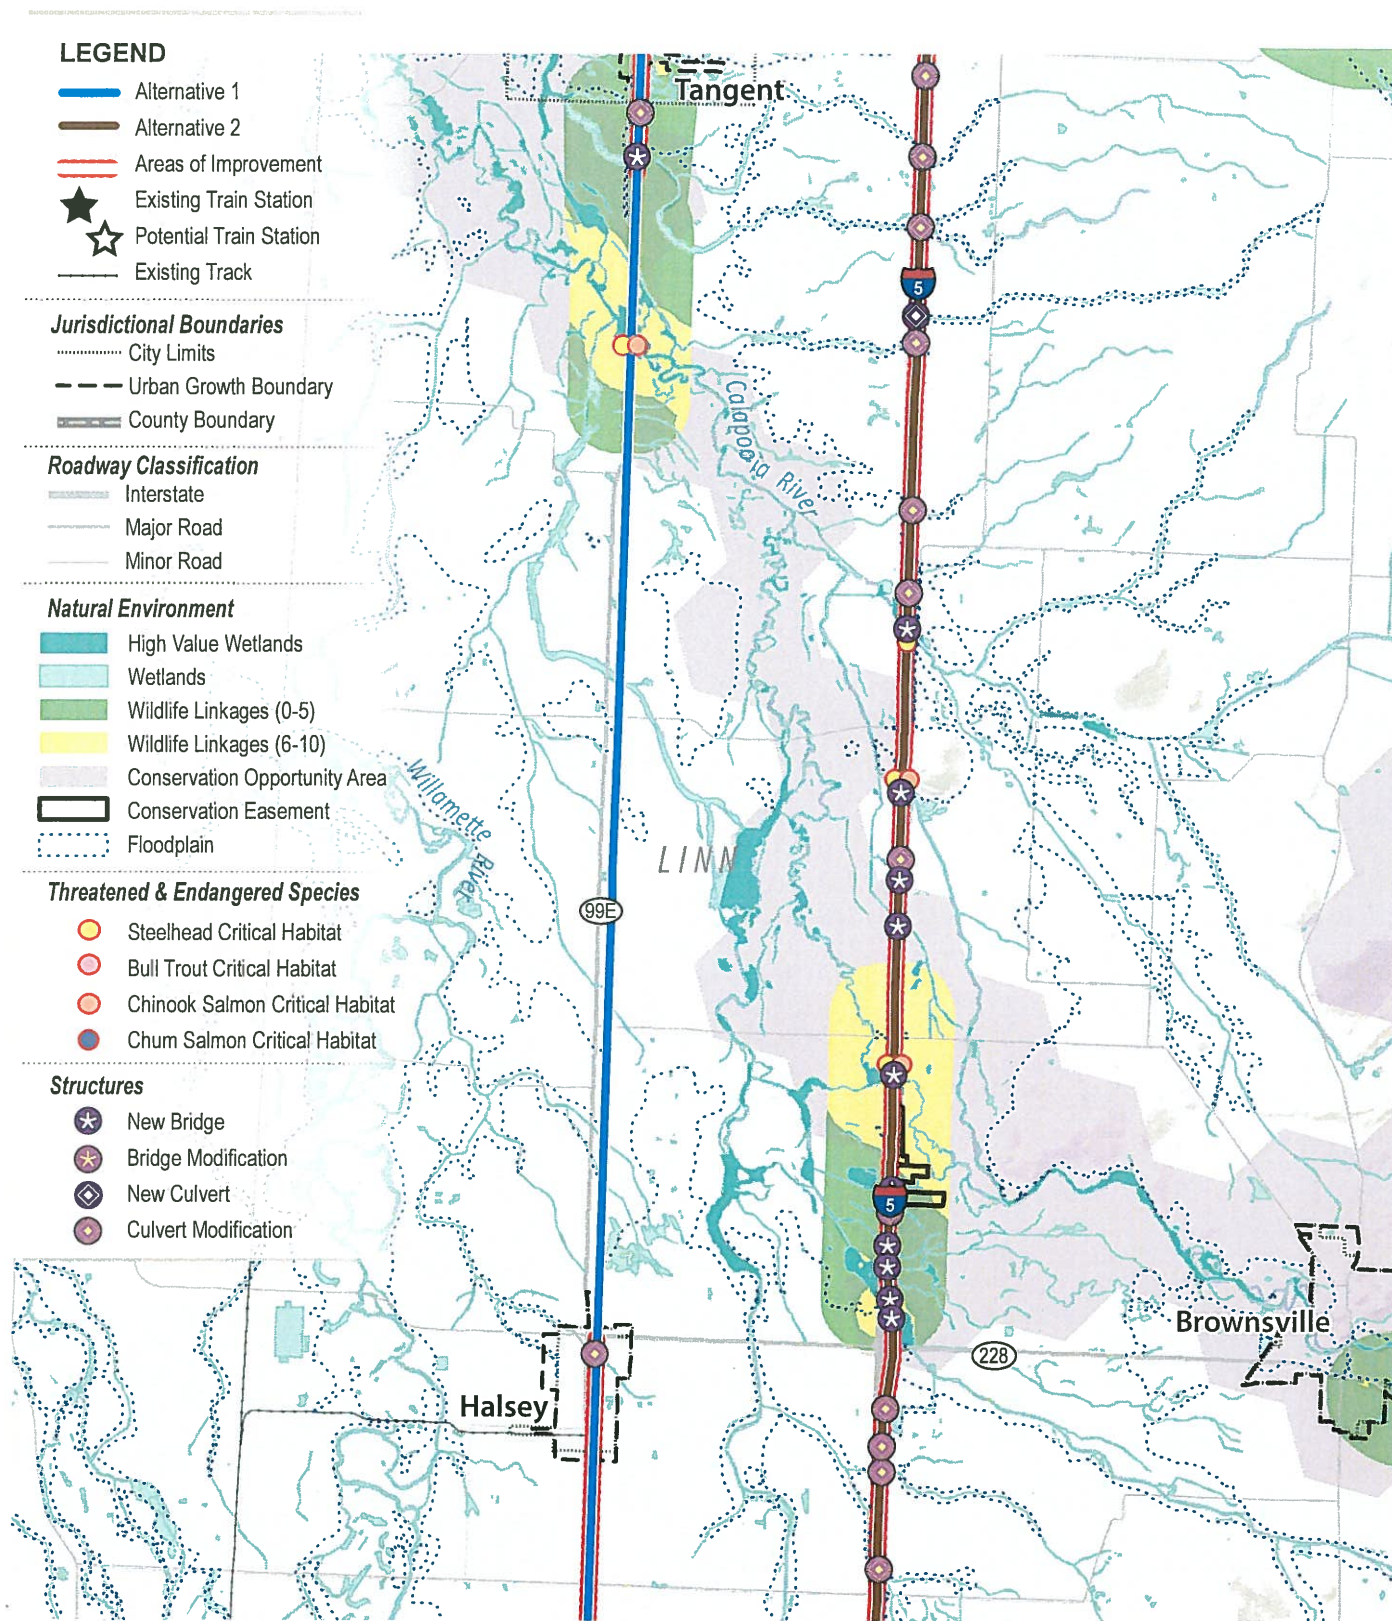 LEGEND
Alternative 1
Alternative 2
Areas of Improvement
Existing Train Station
Potential Train Station
Existing Track
Jurisdictional Boundaries
City Limits
Urban Growth Boundary
County Boundary
Roadway Classification
Interstate
Major Road
Minor Road
Natural Environment
High Value Wetlands
Wetlands
Wildlife Linkages (0-5)
Wildlife Linkages (6-10)
Conservation Opportunity Area
Conservation Easement
Floodplain
Threatened & Endangered Species
Steelhead Critical Habitat
Bull Trout Critical Habitat
Chinook Salmon Critical Habitat
Chum Salmon Critical Habitat
Structures
New Bridge
Bridge Modification
New Culvert
Culvert Modification
Tangent
5
Calapooia River
Willamette River
LINN
99E
5
Brownsville
228
Halsey